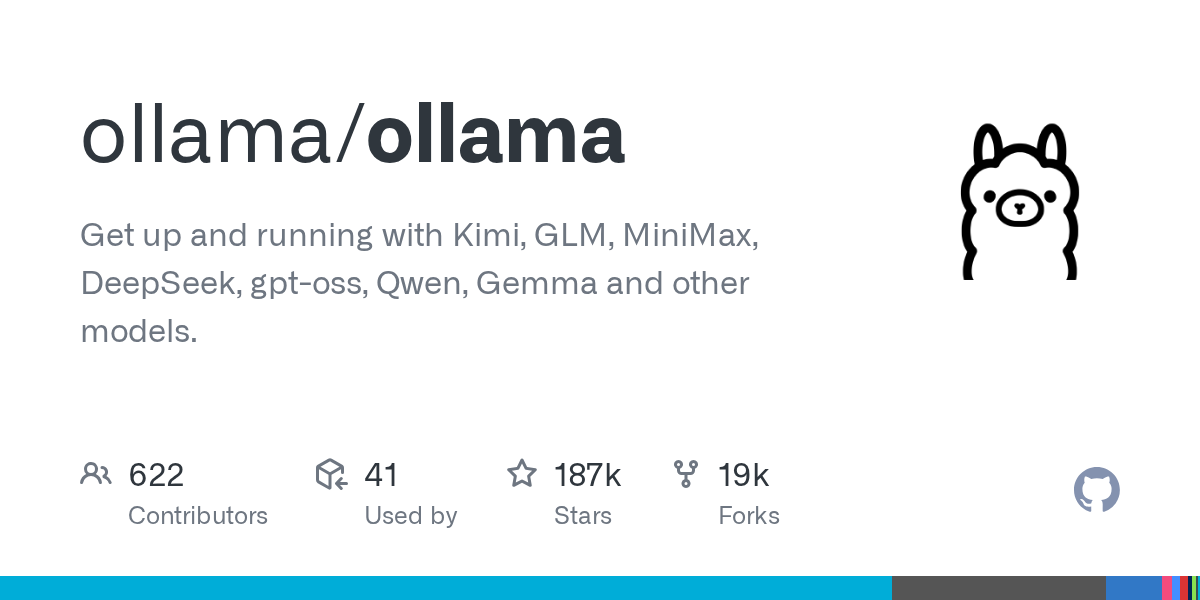 ollama/ollama
Get up and running with Kimi, GLM, MiniMax,
DeepSeek, gpt-oss, Qwen, Gemma and other
models.
622 41 187k 19k
Contributors Used by Stars Forks